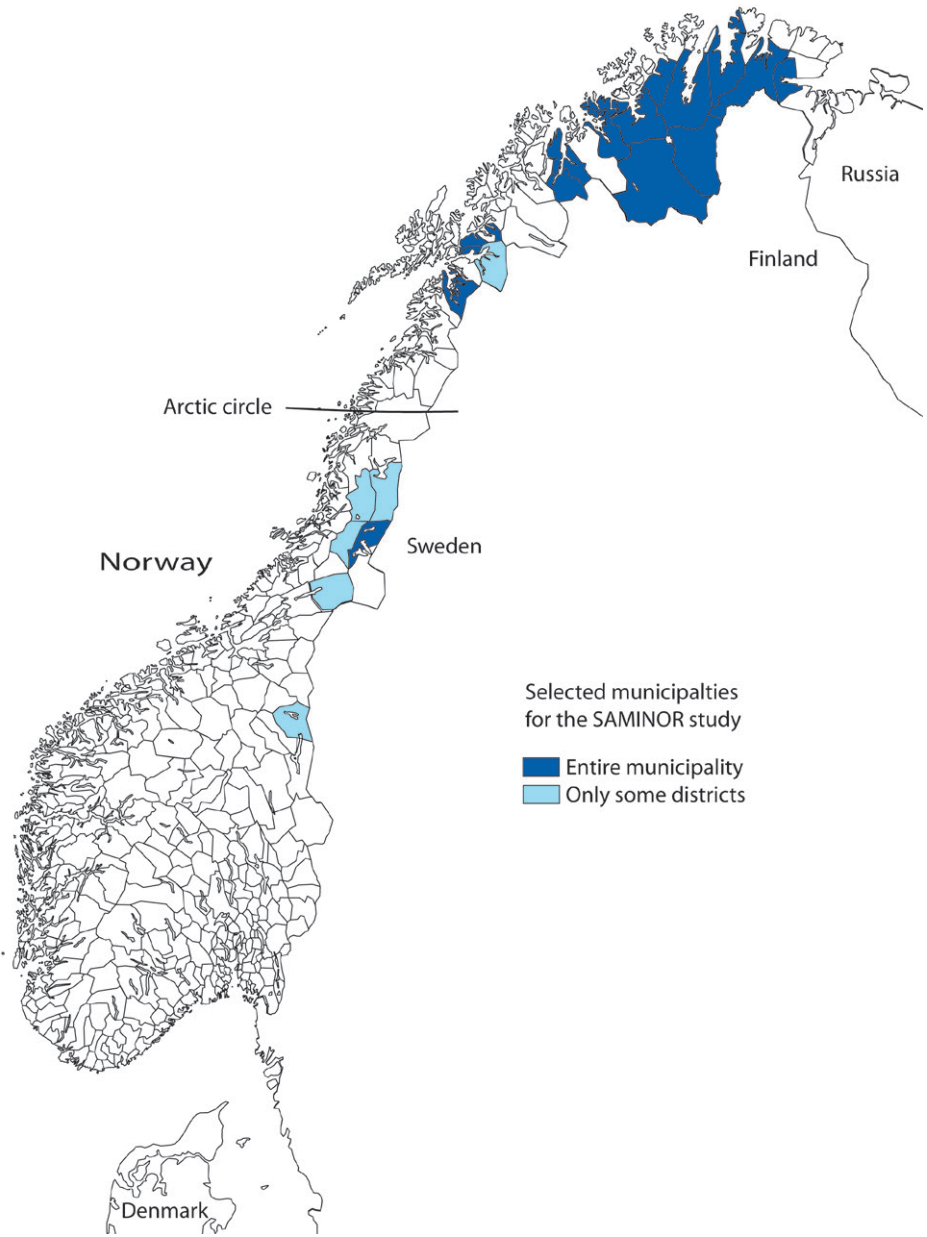 Russia
Finland
Arctic circle
Norway
Sweden
Selected municipalties
for the SAMINOR study
Entire municipality
Only some districts
Denmark